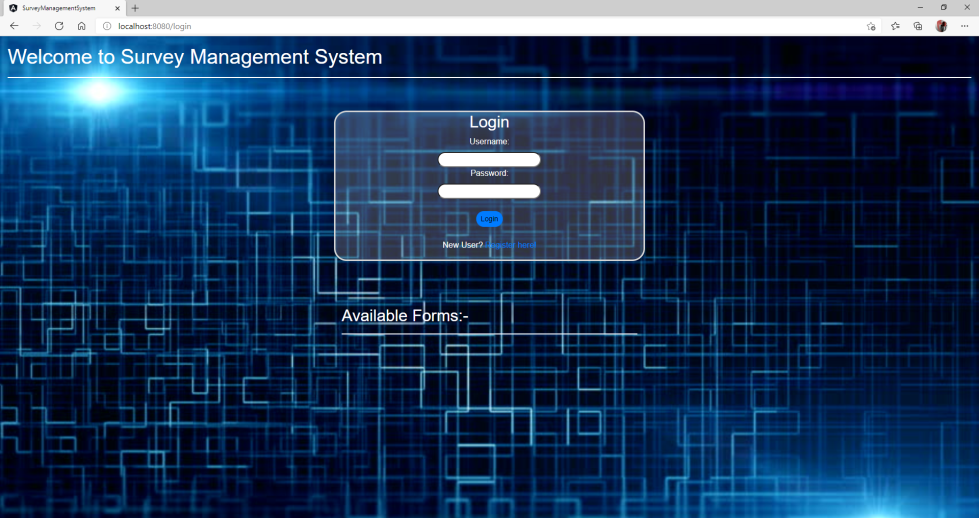 SurveyManagementSystem
localhost:8080/login
Welcome to Survey Management System
Login
Username:
Password:
Login
New User? Register here!
Available Forms:-